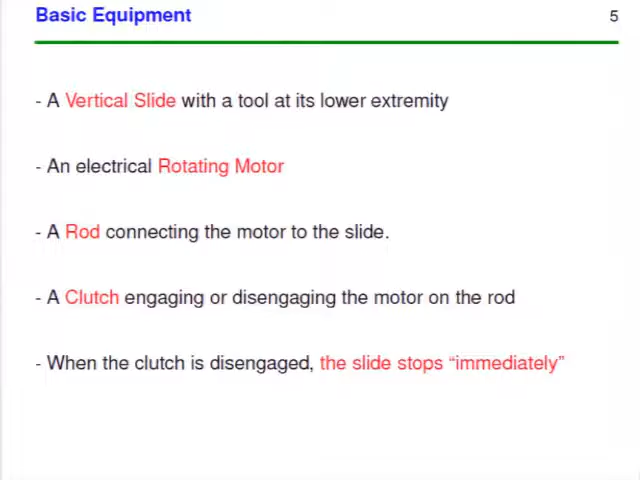 Basic Equipment 5
- A Vertical Slide with a tool at its lower extremity
- An electrical Rotating Motor
- A Rod connecting the motor to the slide.
- A Clutch engaging or disengaging the motor on the rod
- When the clutch is disengaged, the slide stops “immediately”